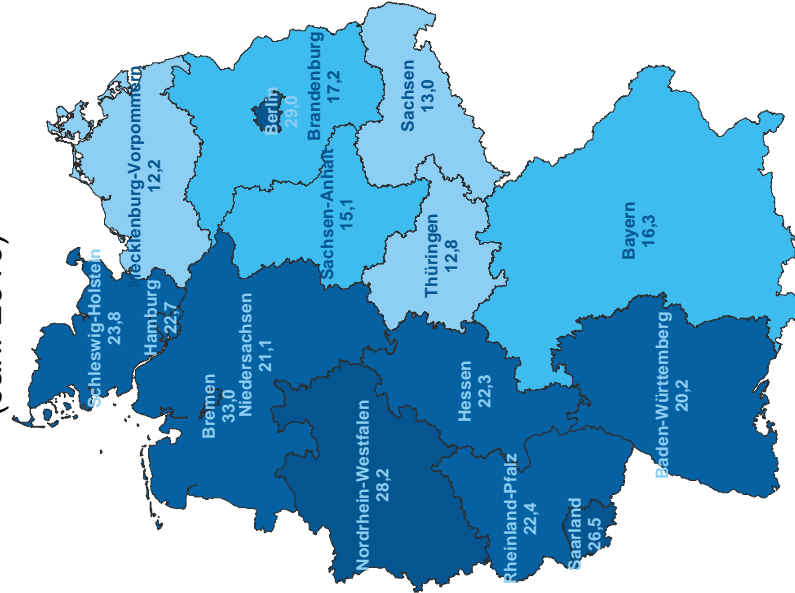 Schleswig-Holstein
23,8
Mecklenburg-Vorpommern
12,2
Hamburg
22,7
Bremen
33,0
Niedersachsen
21,1
Berlin
29,0
Brandenburg
17,2
Sachsen-Anhalt
15,1
Sachsen
13,0
Thüringen
12,8
Nordrhein-Westfalen
28,2
Hessen
22,3
Rheinland-Pfalz
22,4
Saarland
26,5
Baden-Württemberg
20,2
Bayern
16,3